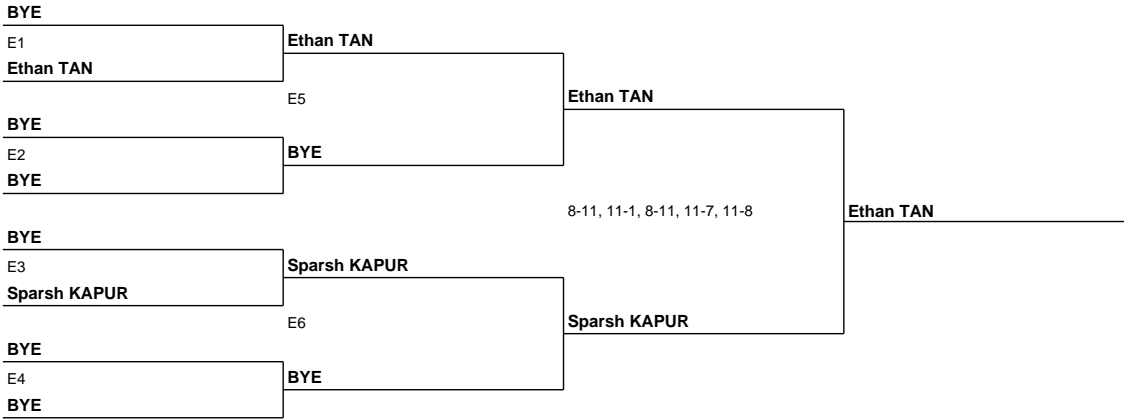 BYE
E1
Ethan TAN
Ethan TAN
E5
Ethan TAN
BYE
E2
BYE
BYE
8-11, 11-1, 8-11, 11-7, 11-8
Ethan TAN
BYE
E3
Sparsh KAPUR
Sparsh KAPUR
E6
Sparsh KAPUR
BYE
E4
BYE
BYE